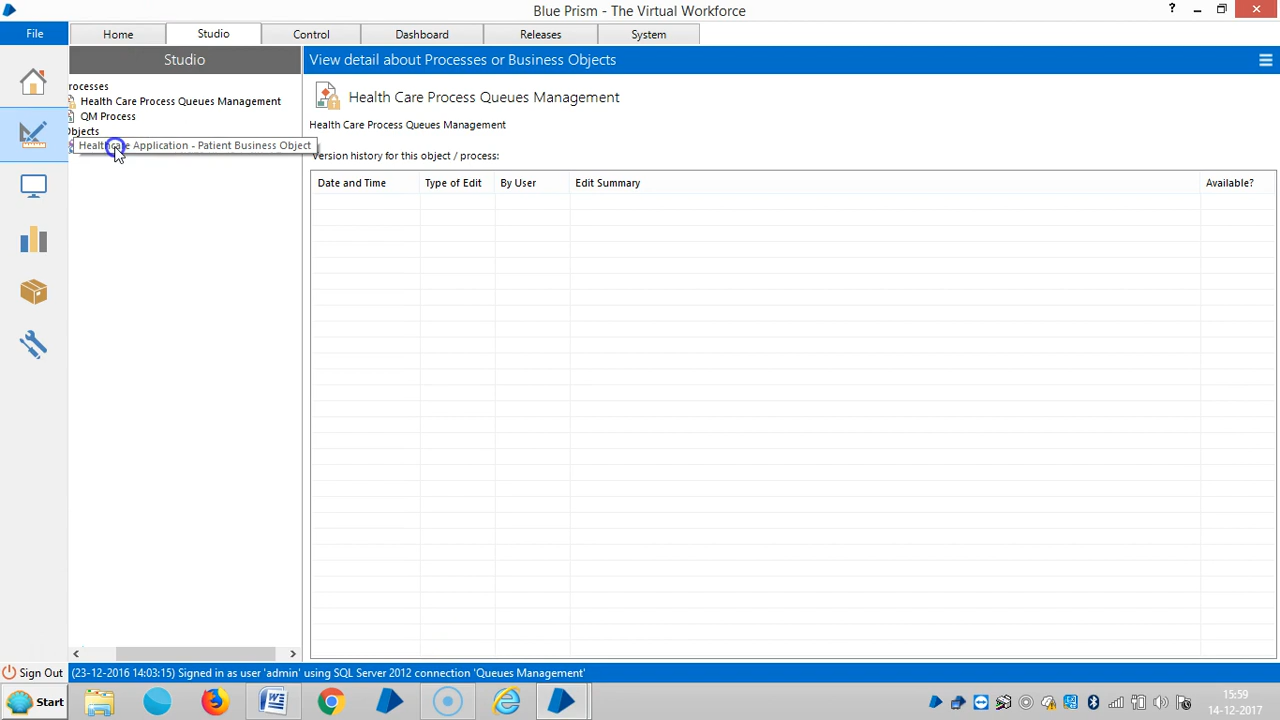 Blue Prism - The Virtual Workforce
?
File
Home
Studio
Control
Dashboard
Releases
System
Studio
View detail about Processes or Business Objects
rocesses
Health Care Process Queues Management
QM Process
Objects
Healthcare Application - Patient Business Object
Health Care Process Queues Management
Health Care Process Queues Management
Version history for this object / process:
Date and Time
Type of Edit
By User
Edit Summary
Available?
Sign Out
(23-12-2016 14:03:15) Signed in as user 'admin' using SQL Server 2012 connection 'Queues Management'
Start
15:59
14-12-2017